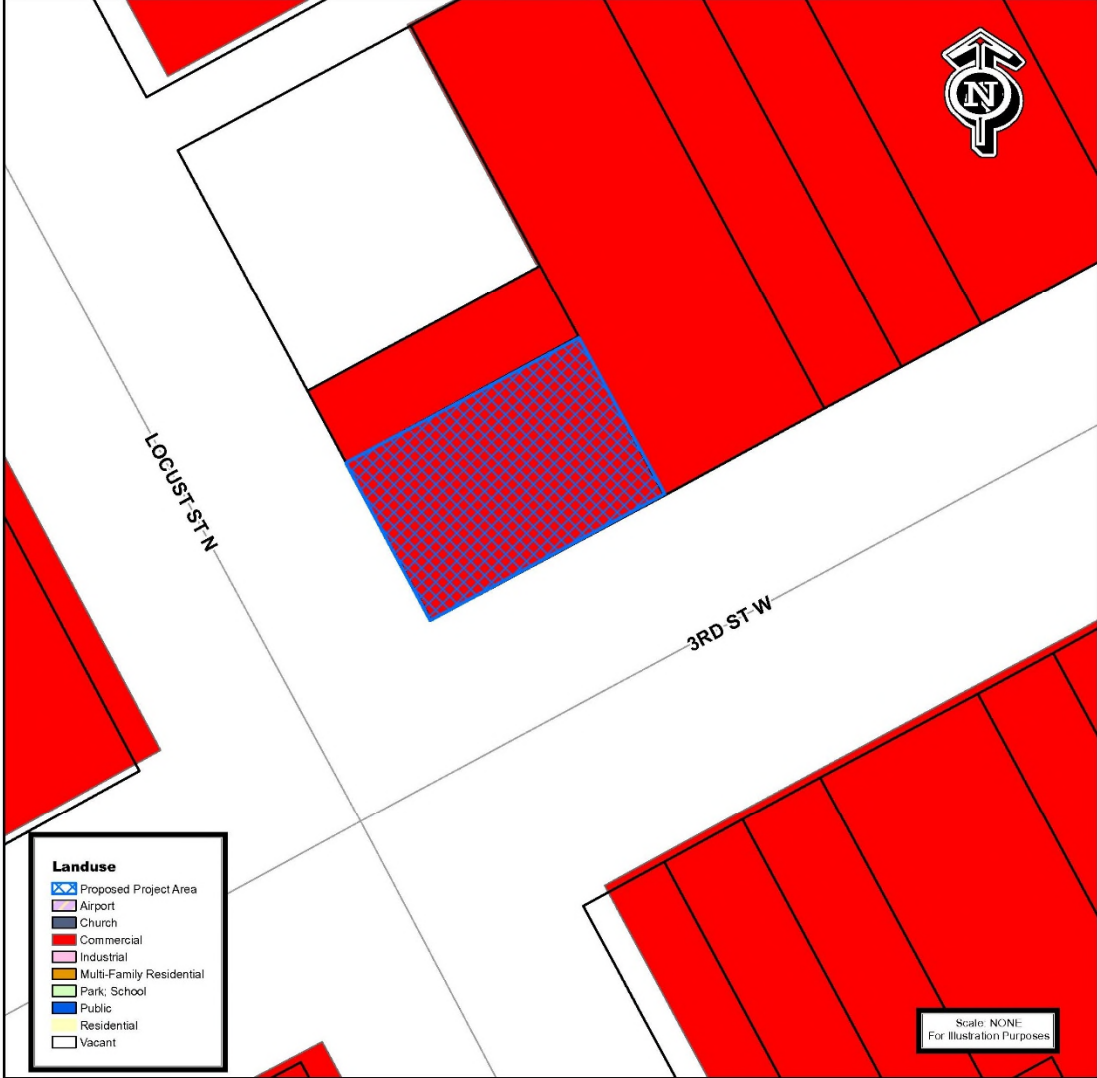 N
LOCUST ST N
3RD ST W
Landuse
Proposed Project Area
Airport
Church
Commercial
Industrial
Multi-Family Residential
Park; School
Public
Residential
Vacant
Scale: NONE
For Illustration Purposes